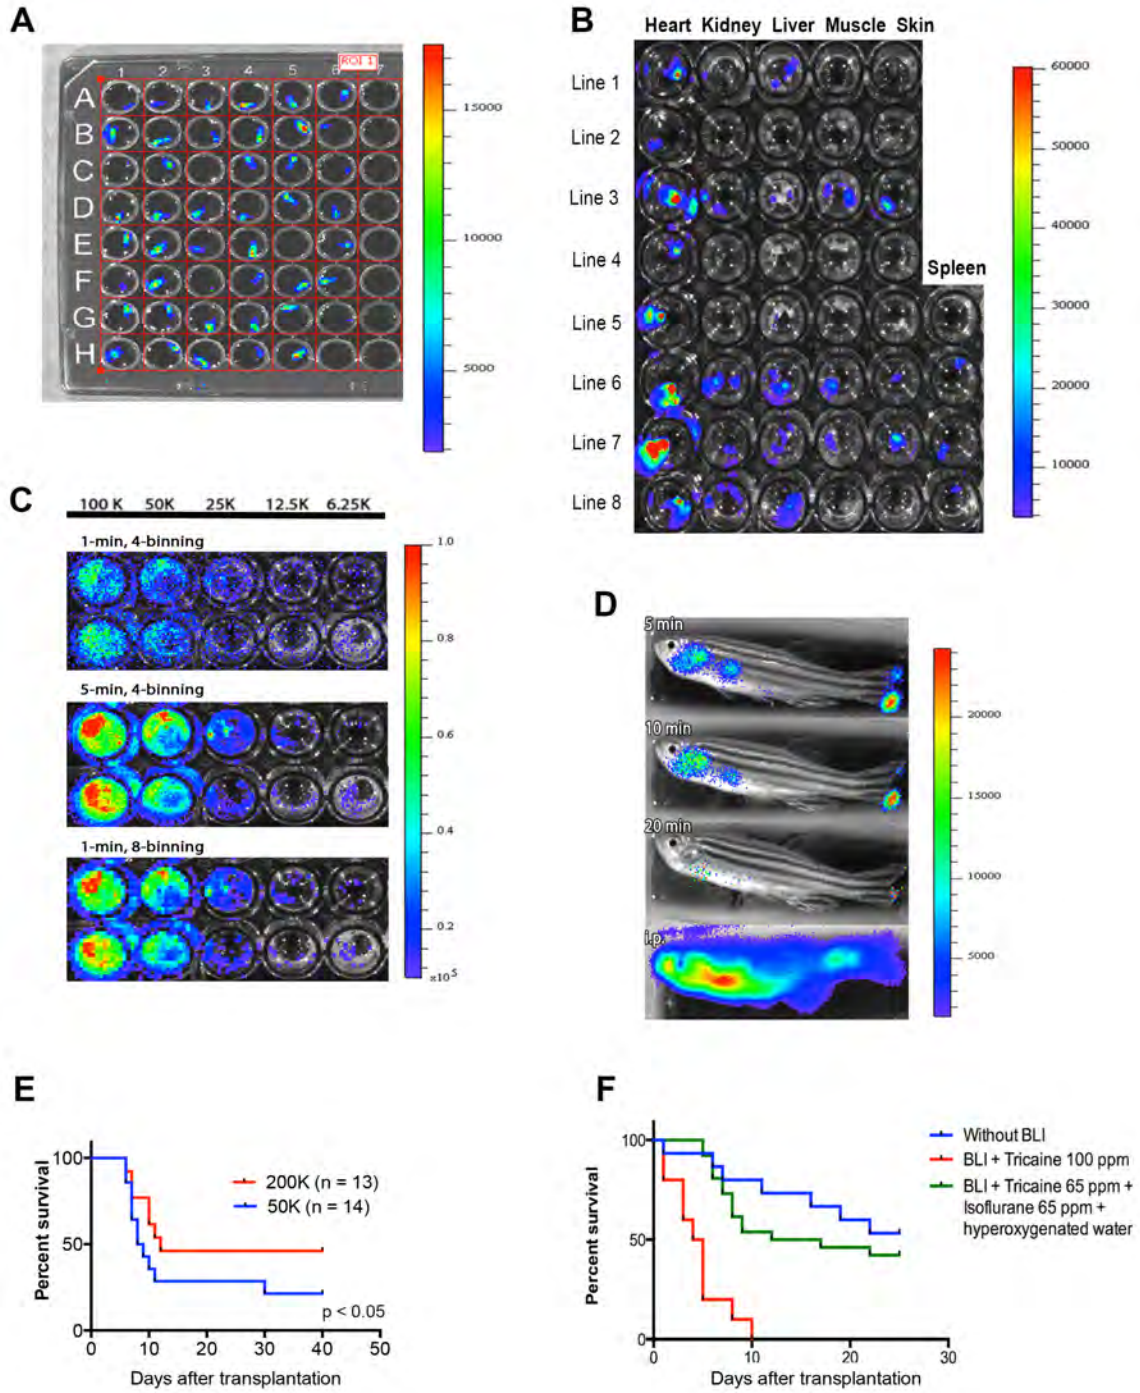 A
ROI 1
1 2 3 4 5 6 7
A
B
C
D
E
F
G
H
15000
10000
5000
B
Heart Kidney Liver Muscle Skin
Line 1
Line 2
Line 3
Line 4
Spleen
Line 5
Line 6
Line 7
Line 8
60000
50000
40000
30000
20000
10000
C
100 K 50K 25K 12.5K 6.25K
1-min, 4-binning
5-min, 4-binning
1-min, 8-binning
1.0
0.8
0.6
0.4
0.2
x10⁵
D
5 min
10 min
20 min
i.p.
20000
15000
10000
5000
E
Percent survival
100
50
0
200K (n = 13)
50K (n = 14)
p < 0.05
0 10 20 30 40 50
Days after transplantation
F
Percent survival
100
50
0
Without BLI
BLI + Tricaine 100 ppm
BLI + Tricaine 65 ppm +
Isoflurane 65 ppm +
hyperoxygenated water
0 10 20 30
Days after transplantation